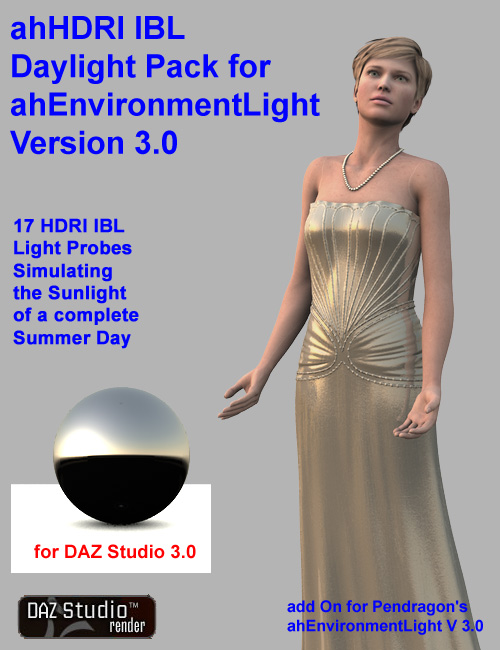 ahHDRI IBL
Daylight Pack for
ahEnvironmentLight
Version 3.0
17 HDRI IBL
Light Probes
Simulating
the Sunlight
of a complete
Summer Day
for DAZ Studio 3.0
DAZ Studio™
render
add On for Pendragon's
ahEnvironmentLight V 3.0